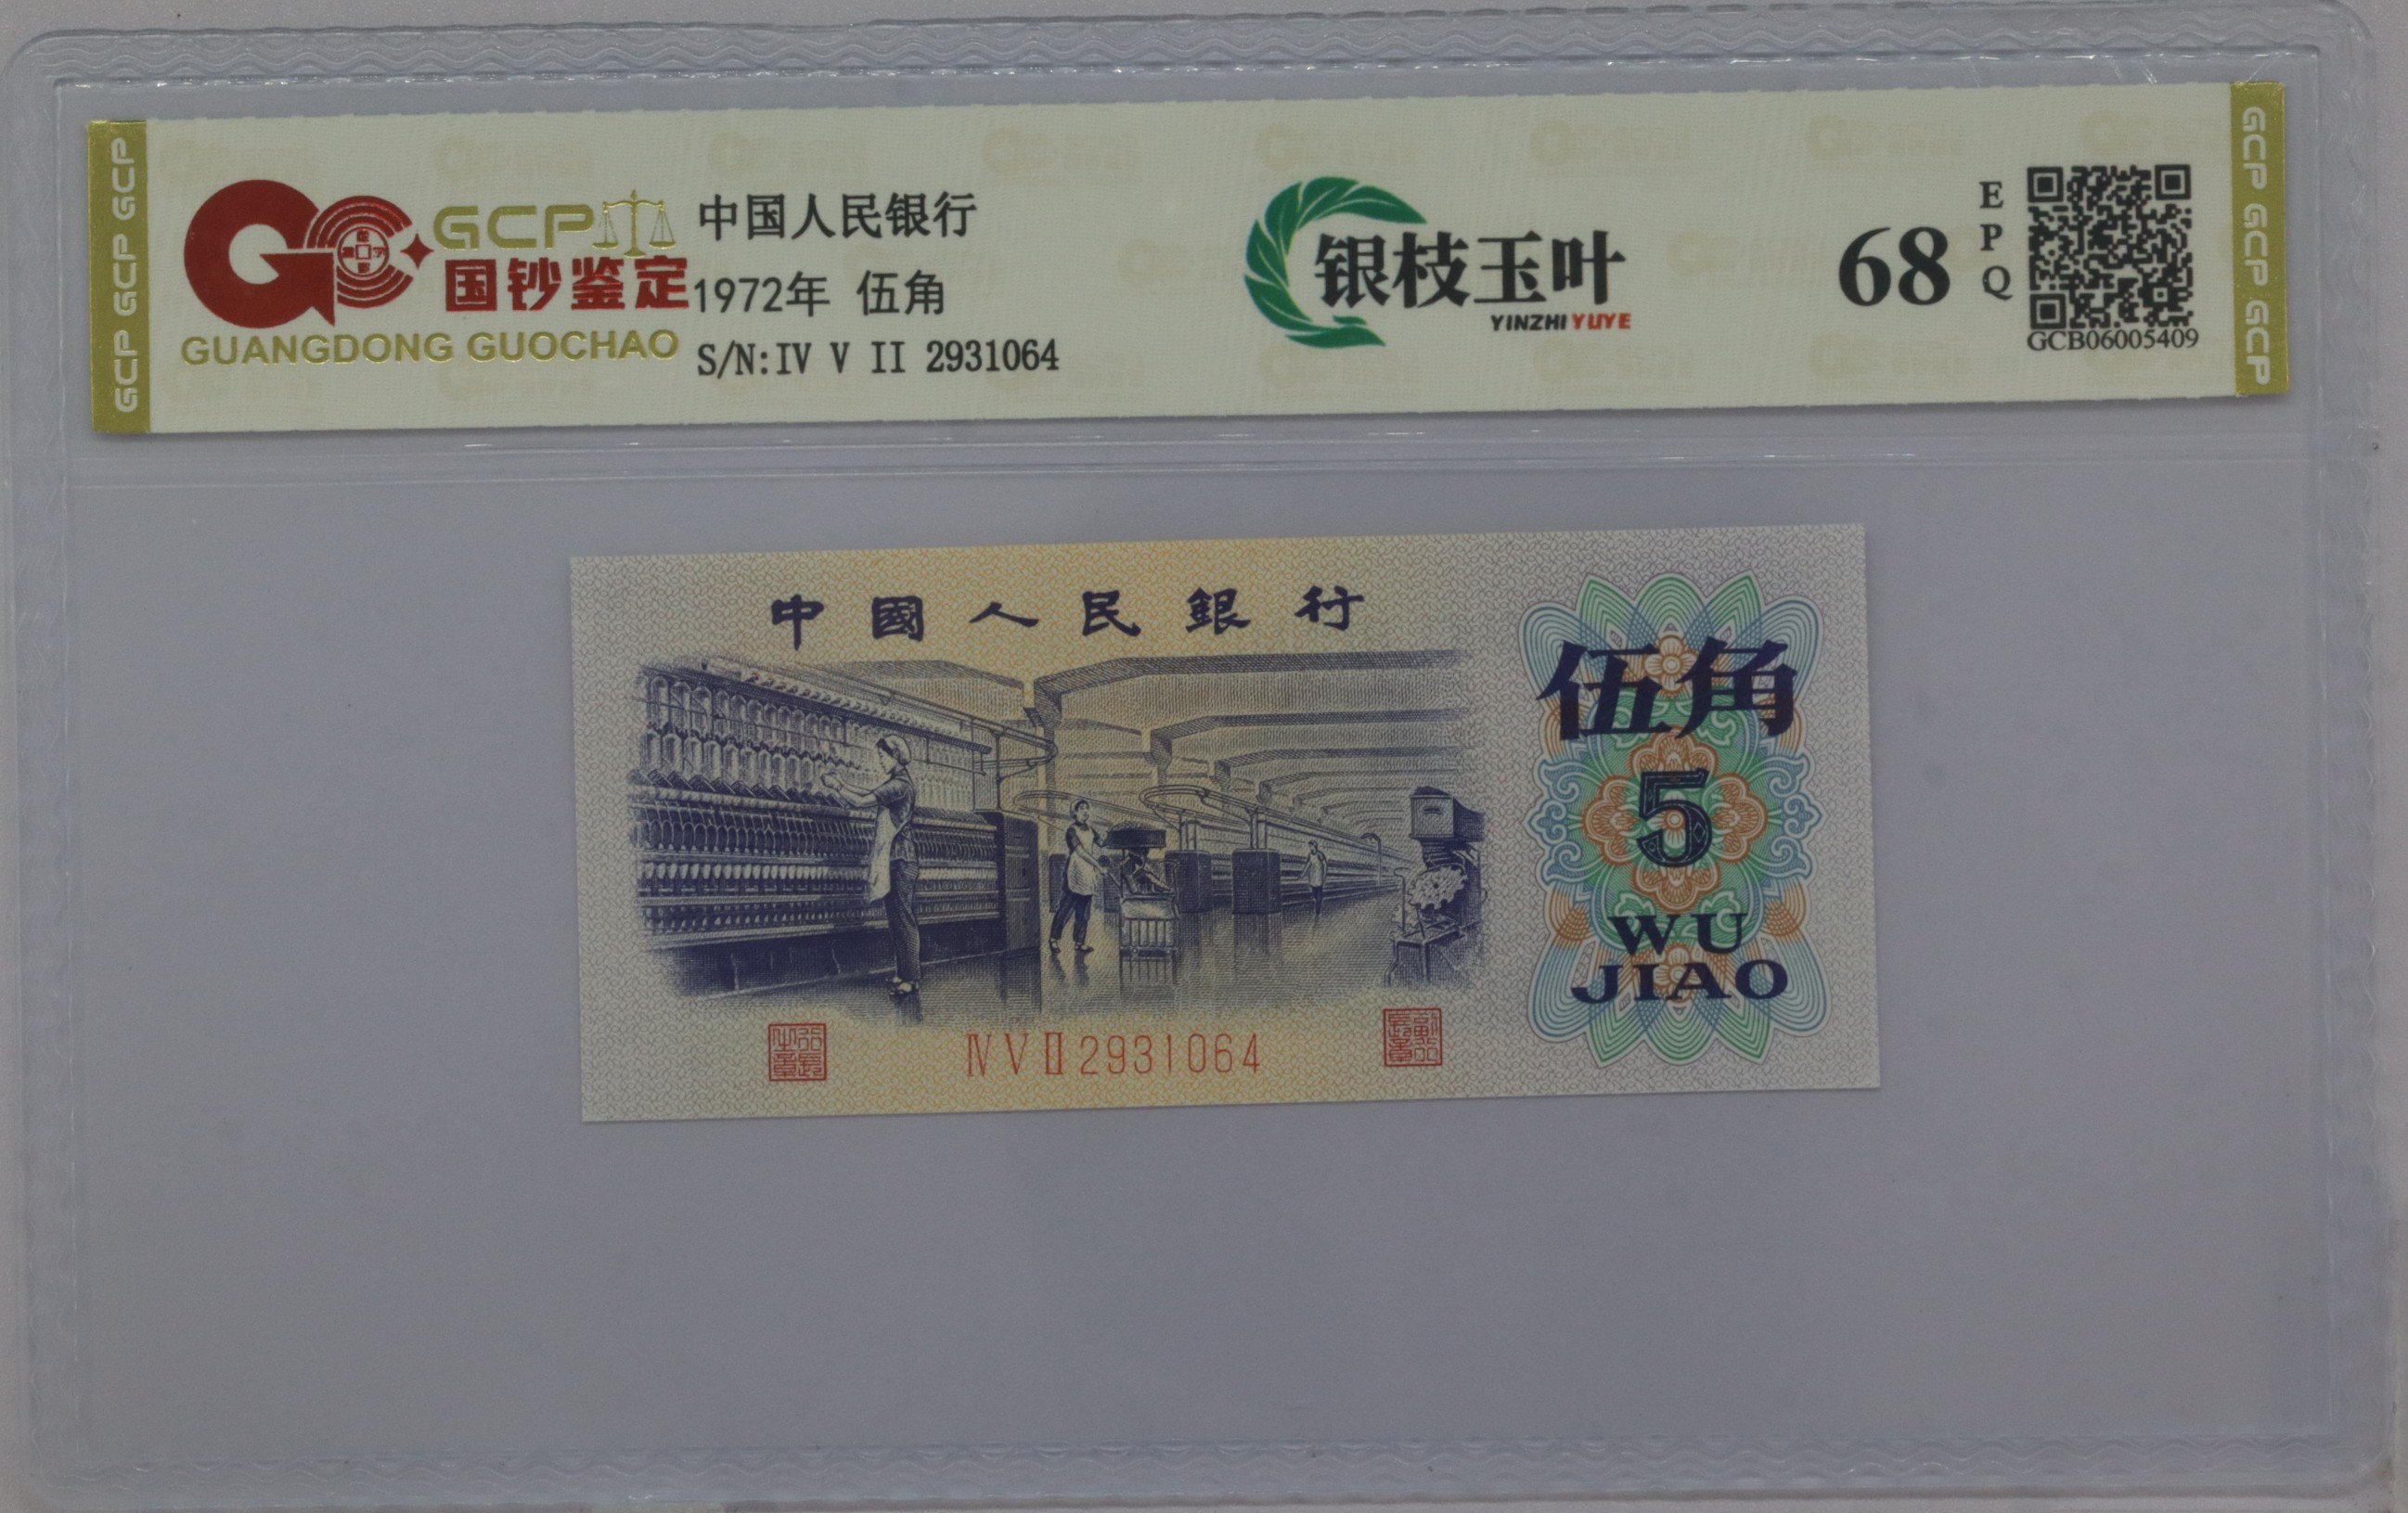 GCP GCP GCP
GCP
国钞鉴定
GUANGDONG GUOCHAO
中国人民银行
1972年 伍角
S/N:IV V II 2931064
银枝玉叶
YINZHI YUYE
68
EPQ
GCB06005409
GCP GCP GCP
中國人民銀行
伍角
5
WU
JIAO
ⅣⅤⅡ2931064